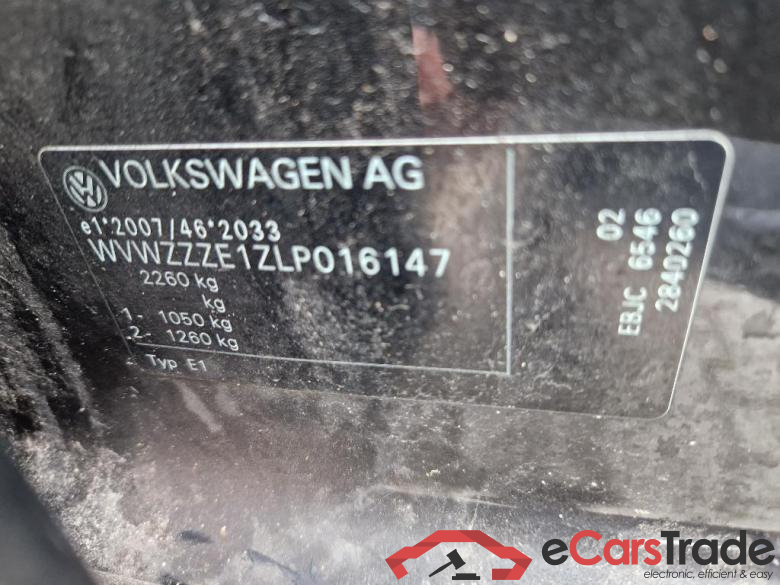 VOLKSWAGEN AG
e1*2007/46*2033
WVWZZZE1ZLP016147
2260 kg
kg
1 - 1050 kg
2 - 1260 kg
Typ E1
02
EBJC 6546
2840260
eCarsTrade
electronic, efficient & easy